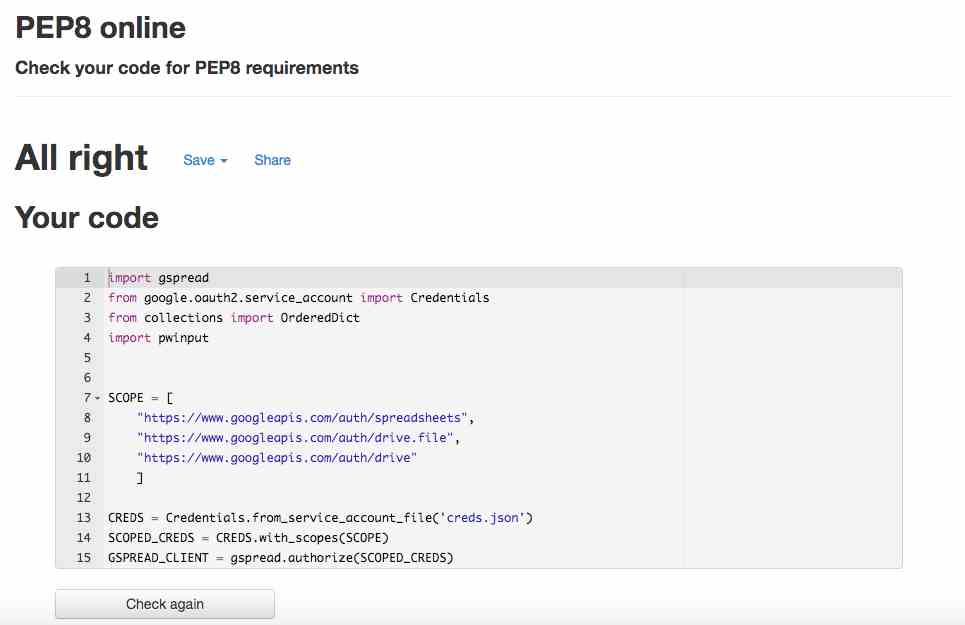 PEP8 online
Check your code for PEP8 requirements
All right Save Share
Your code
1 import gspread
2 from google.oauth2.service_account import Credentials
3 from collections import OrderedDict
4 import pwinput
5
6
7 SCOPE = [
8     "https://www.googleapis.com/auth/spreadsheets",
9     "https://www.googleapis.com/auth/drive.file",
10     "https://www.googleapis.com/auth/drive"
11     ]
12
13 CREDS = Credentials.from_service_account_file('creds.json')
14 SCOPED_CREDS = CREDS.with_scopes(SCOPE)
15 GSPREAD_CLIENT = gspread.authorize(SCOPED_CREDS)
Check again